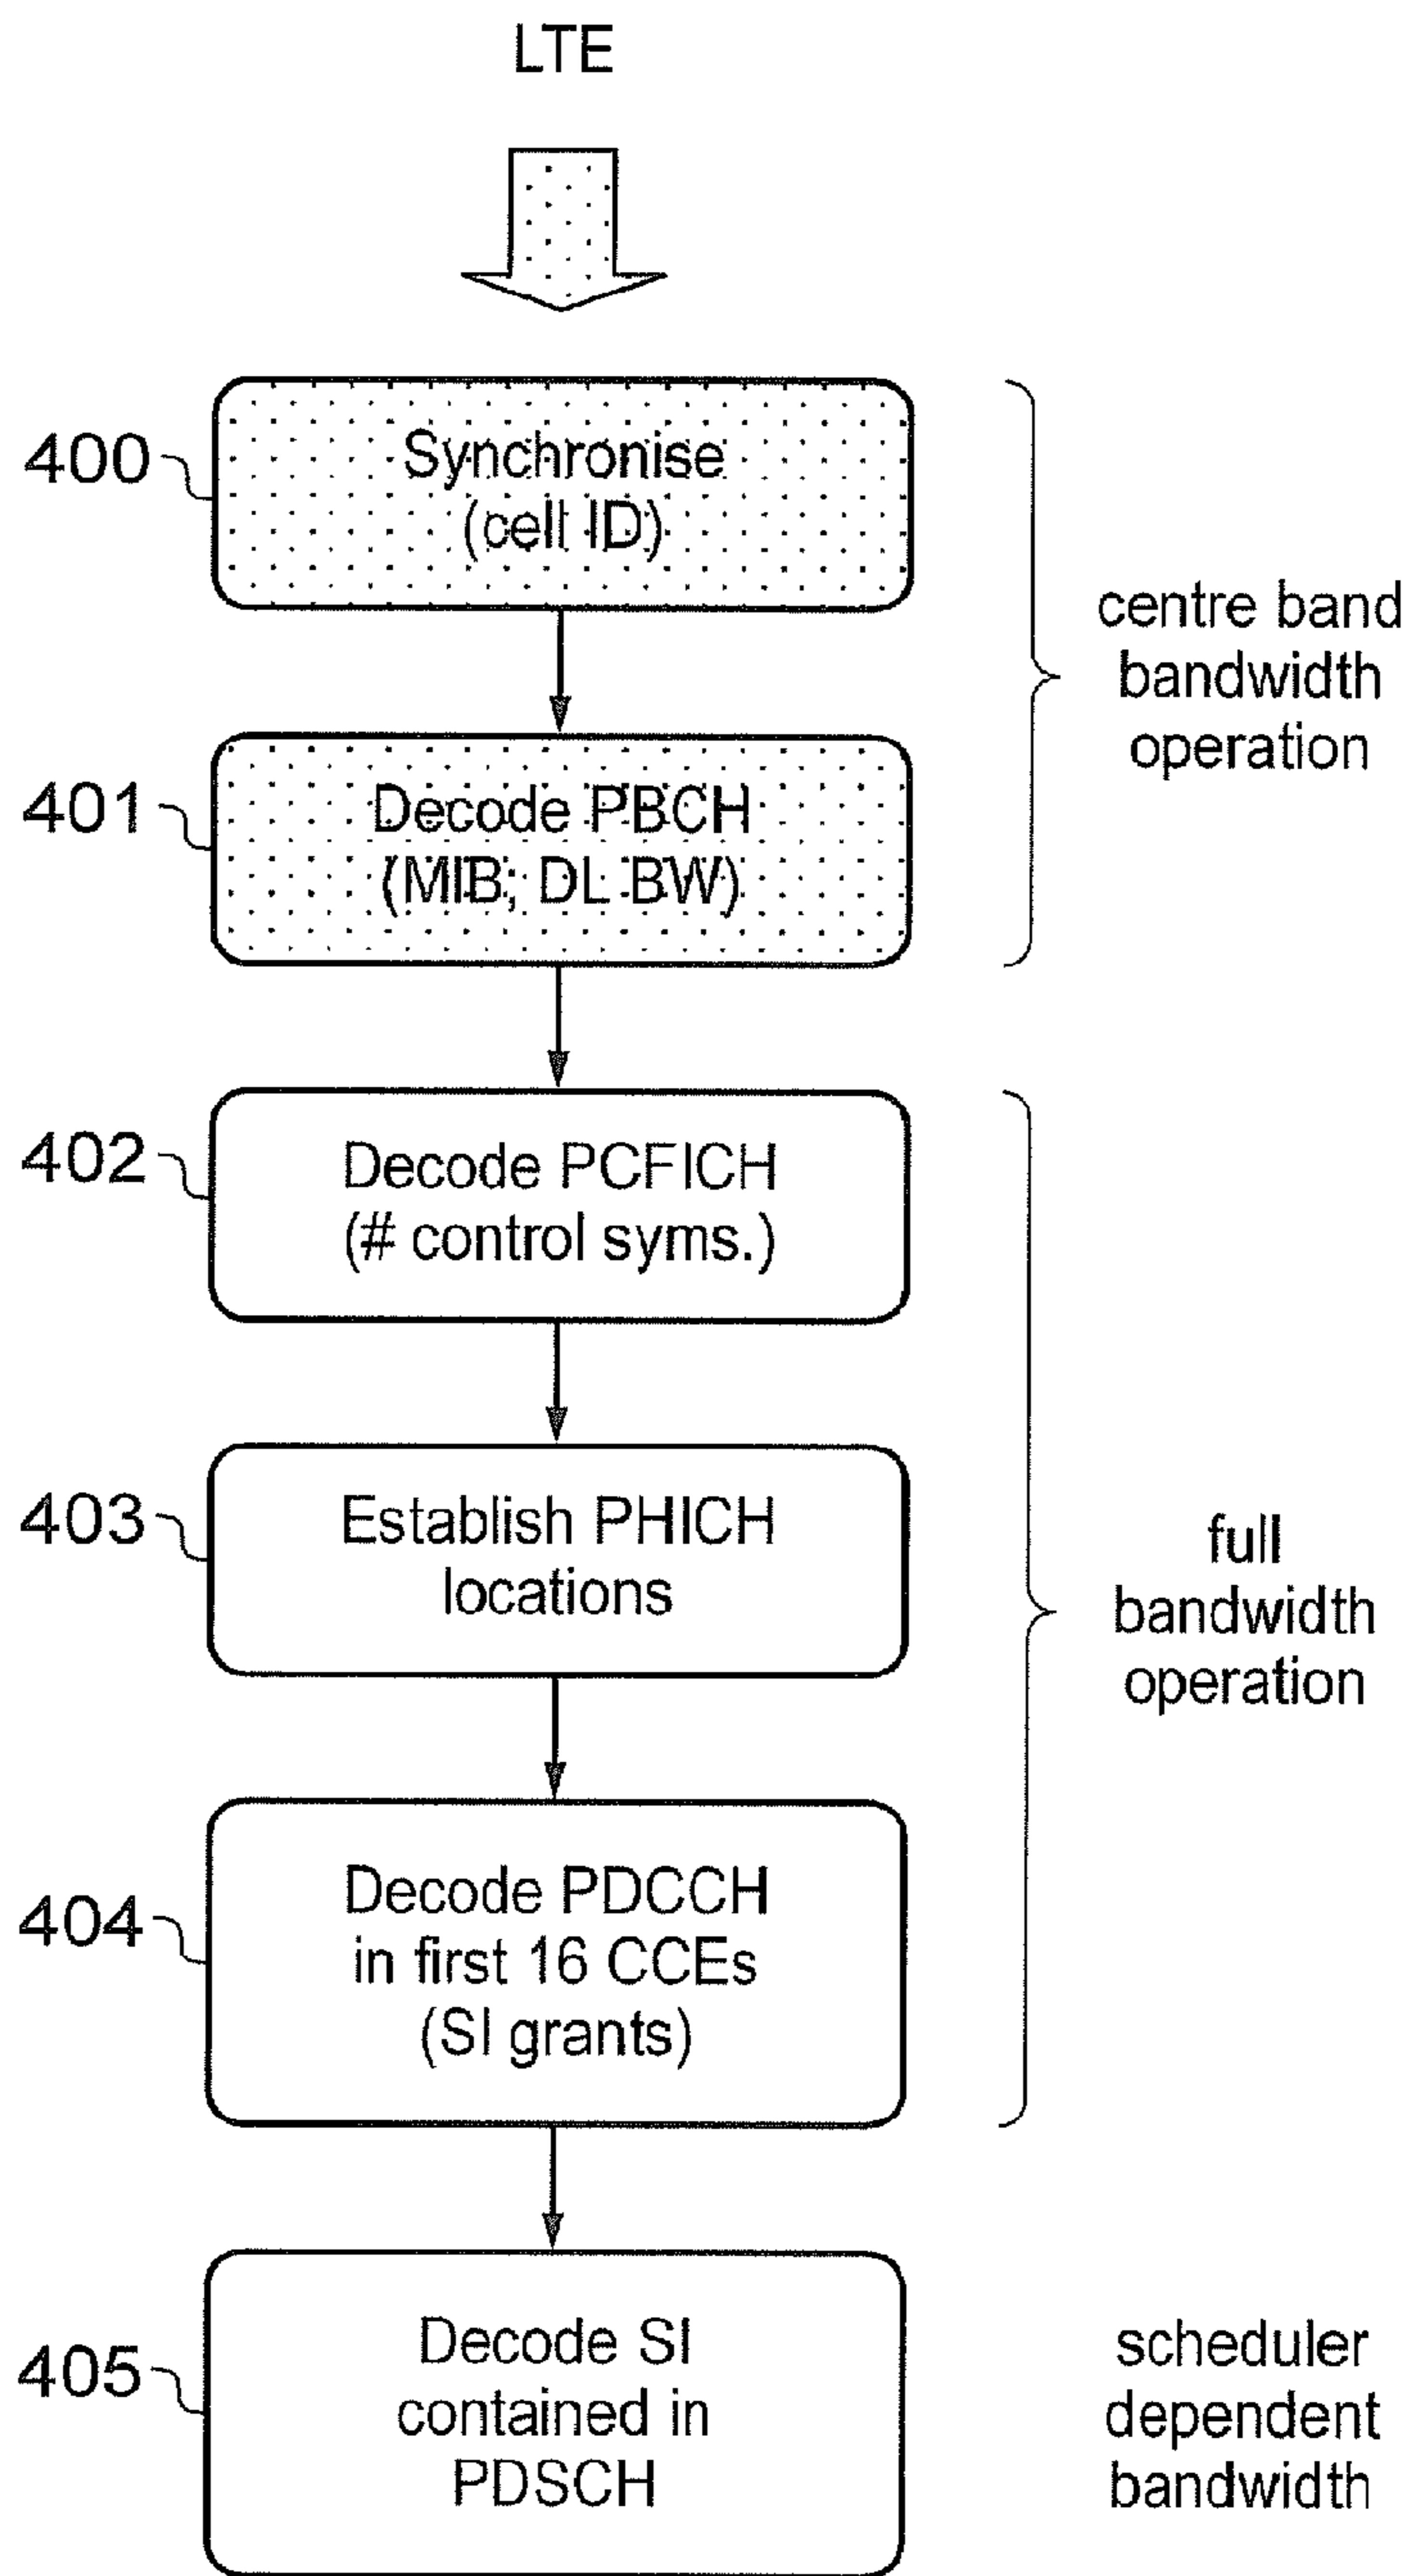 LTE
400
Synchronise
(cell ID)
centre band
bandwidth
operation
401
Decode PBCH
(MIB; DL BW)
402
Decode PCFICH
(# control syms.)
403
Establish PHICH
locations
full
bandwidth
operation
404
Decode PDCCH
in first 16 CCEs
(SI grants)
405
Decode SI
contained in
PDSCH
scheduler
dependent
bandwidth